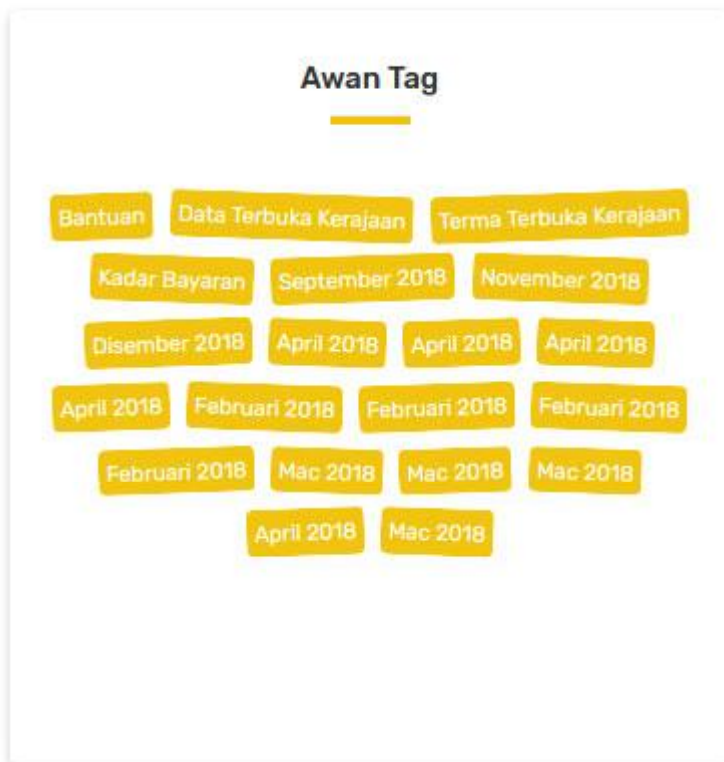 Awan Tag
Bantuan Data Terbuka Kerajaan Terma Terbuka Kerajaan
Kadar Bayaran September 2018 November 2018
Disember 2018 April 2018 April 2018 April 2018
April 2018 Februari 2018 Februari 2018 Februari 2018
Februari 2018 Mac 2018 Mac 2018 Mac 2018
April 2018 Mac 2018